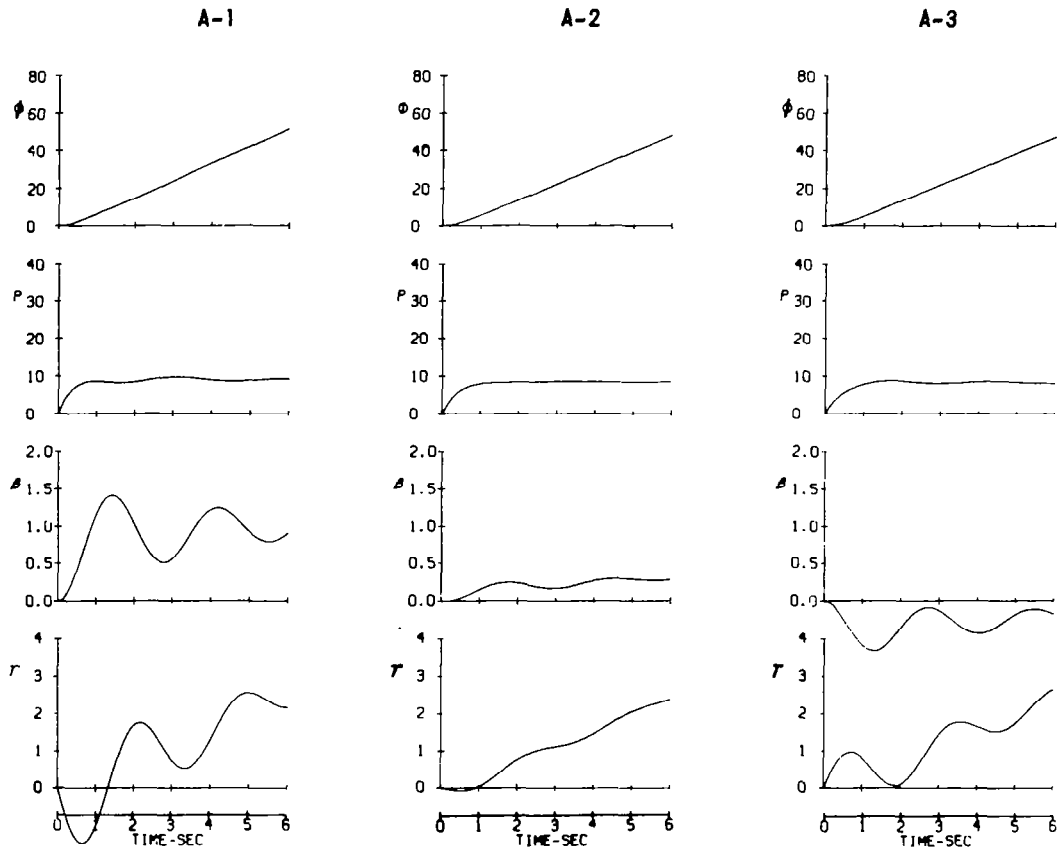 A-1 A-2 A-3
80 80 80
ϕ 60 Φ 60 ϕ 60
40 40 40
20 20 20
0 0 0
40 40 40
P 30 P 30 P 30
20 20 20
10 10 10
0 0 0
2.0 2.0 2.0
β 1.5 β 1.5 β 1.5
1.0 1.0 1.0
0.5 0.5 0.5
0.0 0.0 0.0
4 4 4
r 3 r 3 r 3
2 2 2
1 1 1
0 0 0
0 1 2 3 4 5 6 0 1 2 3 4 5 6 0 1 2 3 4 5 6
TIME-SEC TIME-SEC TIME-SEC